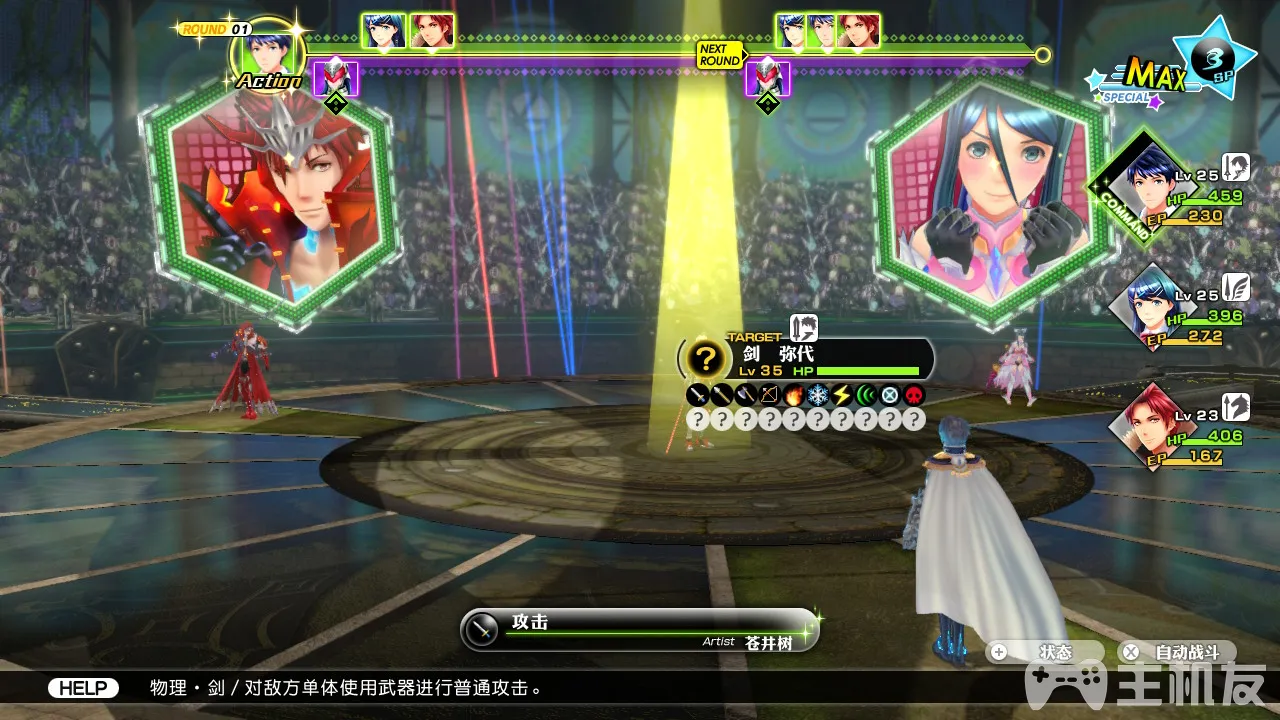 ROUND 01
Action
NEXT
ROUND
MAX
SPECIAL
3
SP
COMMAND
Lv 25
HP 459
EP 230
Lv 25
HP 396
EP 272
Lv 23
HP 406
EP 167
TARGET
?
剑 弥代
Lv 35 HP
? ? ? ? ? ? ? ? ? ?
攻击
Artist 苍井树
+ 状态 X 自动战斗
HELP 物理・剑/对敌方单体使用武器进行普通攻击。
主机友